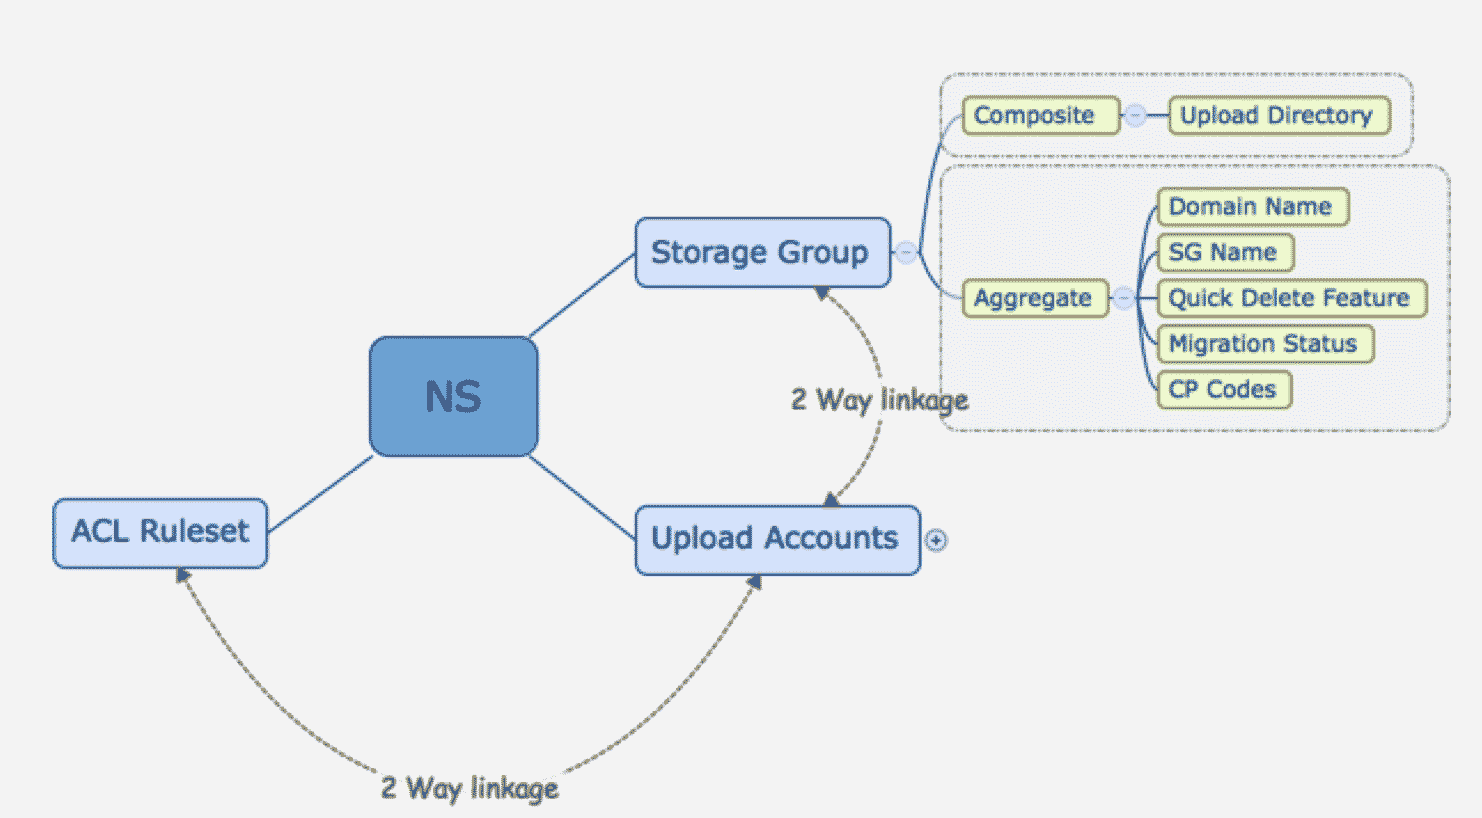 Composite
Upload Directory
Domain Name
Storage Group
SG Name
Aggregate
Quick Delete Feature
Migration Status
NS
2 Way linkage
CP Codes
ACL Ruleset
Upload Accounts
2 Way linkage